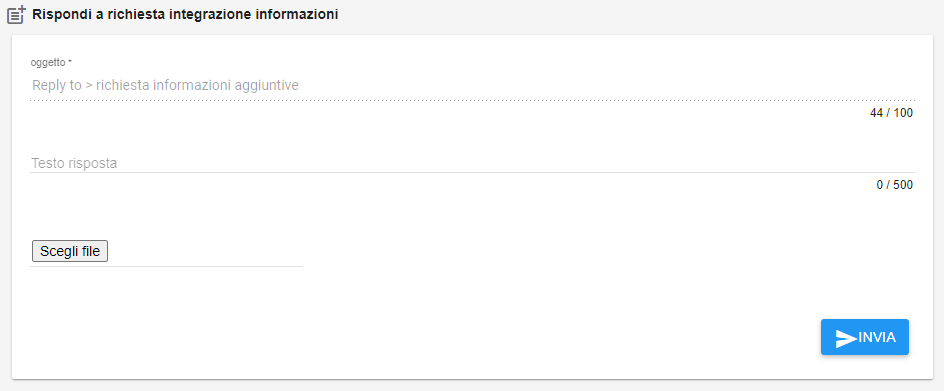 Rispondi a richiesta integrazione informazioni
oggetto *
Reply to > richiesta informazioni aggiuntive
44 / 100
Testo risposta
0 / 500
Scegli file
INVIA